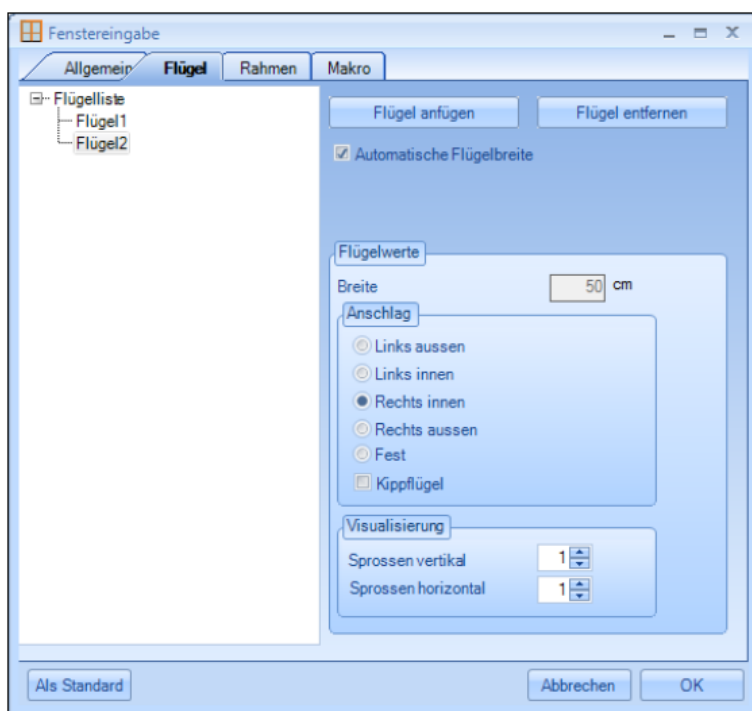 Fenstereingabe
Allgemein Flügel Rahmen Makro
Flügelliste
Flügel1
Flügel2
Flügel anfügen Flügel entfernen
Automatische Flügelbreite
Flügelwerte
Breite 50 cm
Anschlag
Links aussen
Links innen
Rechts innen
Rechts aussen
Fest
Kippflügel
Visualisierung
Sprossen vertikal 1
Sprossen horizontal 1
Als Standard Abbrechen OK